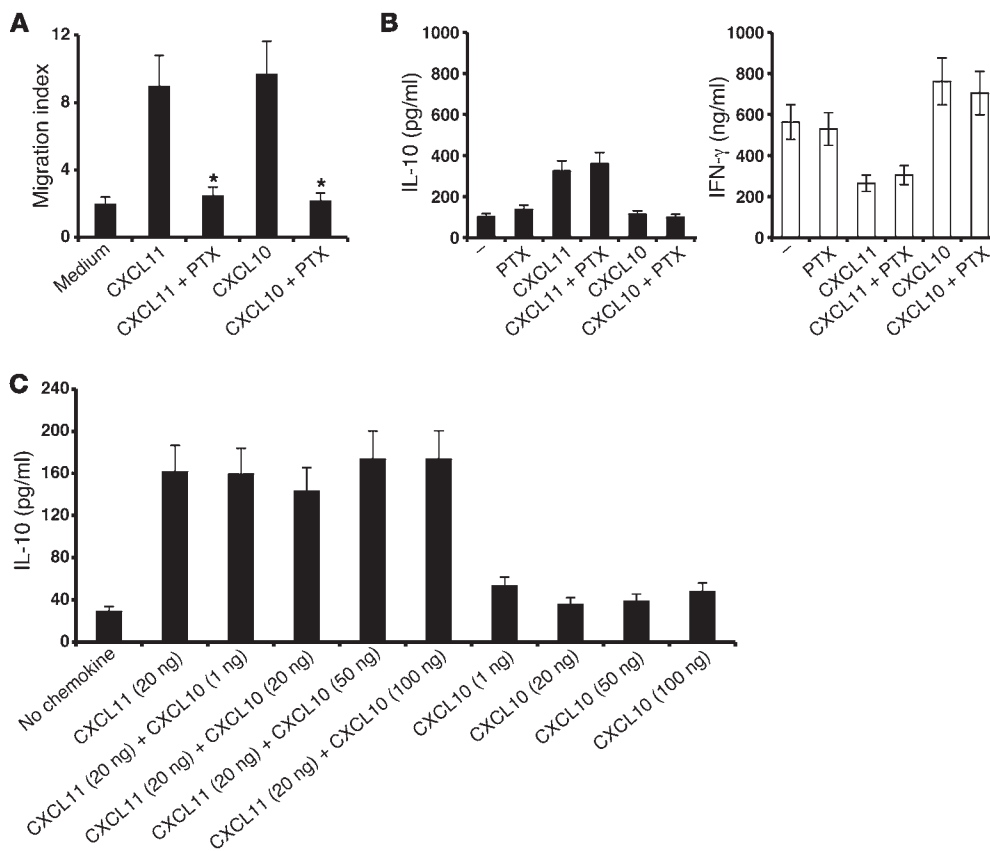 A
Migration index
12
8
4
0
Medium
CXCL11
CXCL11 + PTX
CXCL10
CXCL10 + PTX
*
*
B
IL-10 (pg/ml)
1000
800
600
400
200
0
–
PTX
CXCL11
CXCL11 + PTX
CXCL10
CXCL10 + PTX
IFN-γ (ng/ml)
1000
800
600
400
200
0
–
PTX
CXCL11
CXCL11 + PTX
CXCL10
CXCL10 + PTX
C
IL-10 (pg/ml)
240
200
160
120
80
40
0
No chemokine
CXCL11 (20 ng)
CXCL11 (20 ng) + CXCL10 (1 ng)
CXCL11 (20 ng) + CXCL10 (20 ng)
CXCL11 (20 ng) + CXCL10 (50 ng)
CXCL11 (20 ng) + CXCL10 (100 ng)
CXCL10 (1 ng)
CXCL10 (20 ng)
CXCL10 (50 ng)
CXCL10 (100 ng)